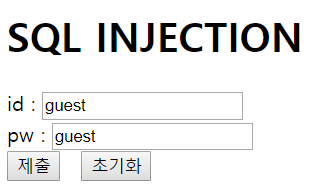 SQL INJECTION
id : guest
pw : guest
제출 초기화